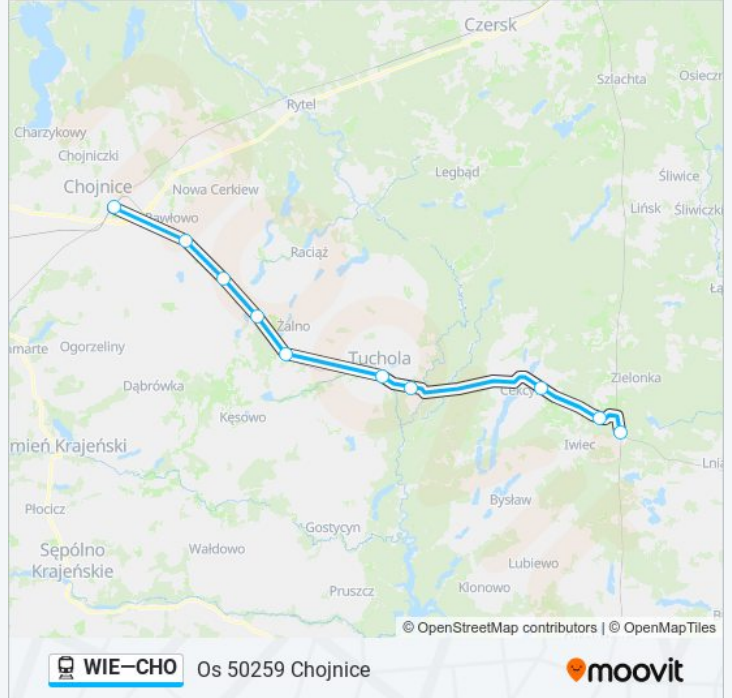 Czersk
Szlachta
Osieczn
Rytel
Charzykowy
Chojniczki
Legbąd
Chojnice
Nowa Cerkiew
Śliwice
Lińsk
Śliwiczki
Pawłowo
Raciąż
Żalno
Ogorzeliny
Tuchola
Zielonka
Dąbrówka
Cekcyn
Kęsowo
mień Krajeński
Iwiec
Lnia
Bysław
Płocicz
Gostycyn
Sępólno
Krajeńskie
Wałdowo
Lubiewo
Pruszcz
Klonowo
© OpenStreetMap contributors | © OpenMapTiles
WIE—CHO Os 50259 Chojnice
moovit